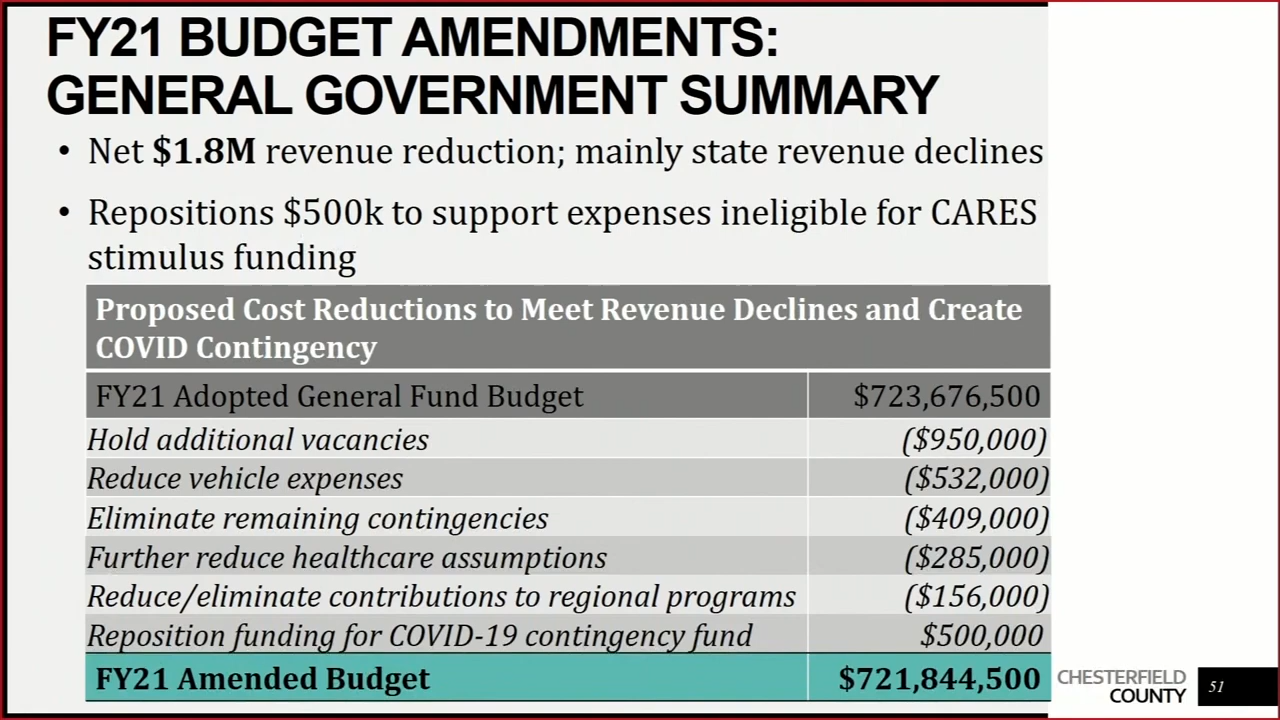 FY21 BUDGET AMENDMENTS:
GENERAL GOVERNMENT SUMMARY
• Net $1.8M revenue reduction; mainly state revenue declines
• Repositions $500k to support expenses ineligible for CARES
stimulus funding
Proposed Cost Reductions to Meet Revenue Declines and Create
COVID Contingency
FY21 Adopted General Fund Budget $723,676,500
Hold additional vacancies ($950,000)
Reduce vehicle expenses ($532,000)
Eliminate remaining contingencies ($409,000)
Further reduce healthcare assumptions ($285,000)
Reduce/eliminate contributions to regional programs ($156,000)
Reposition funding for COVID-19 contingency fund $500,000
FY21 Amended Budget $721,844,500
CHESTERFIELD
COUNTY
51